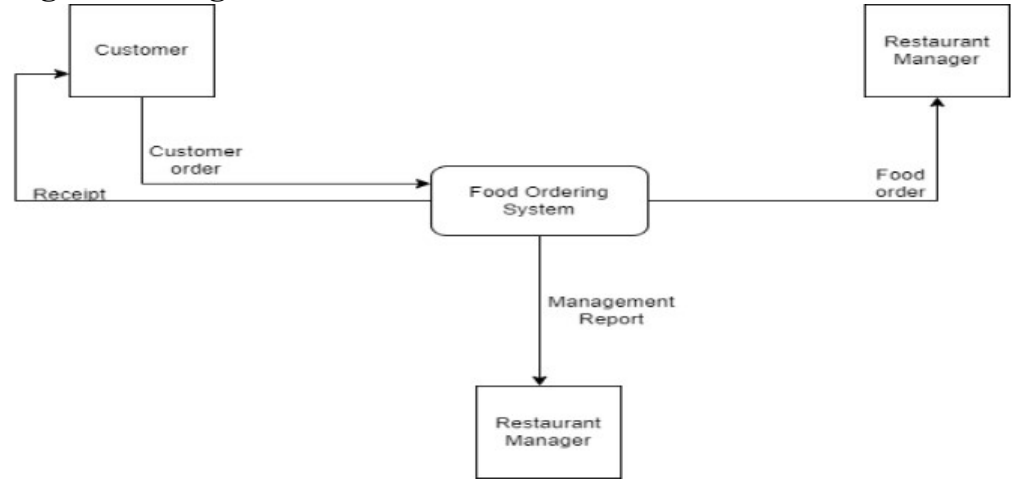 Customer
Restaurant
Manager
Customer
order
Receipt
Food Ordering
System
Food
order
Management
Report
Restaurant
Manager